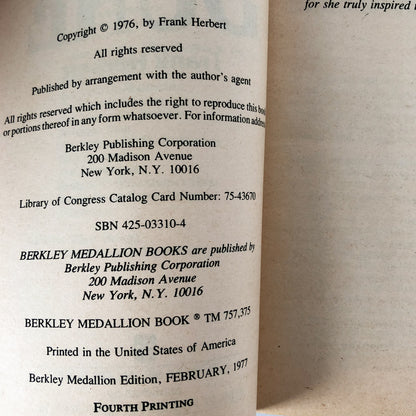 for she truly inspired
Copyright © 1976, by Frank Herbert
All rights reserved
Published by arrangement with the author's agent
All rights reserved which includes the right to reproduce this book
or portions thereof in any form whatsoever. For information address
Berkley Publishing Corporation
200 Madison Avenue
New York, N.Y. 10016
Library of Congress Catalog Card Number: 75-43670
SBN 425-03310-4
BERKLEY MEDALLION BOOKS are published by
Berkley Publishing Corporation
200 Madison Avenue
New York, N.Y. 10016
BERKLEY MEDALLION BOOK ® TM 757,375
Printed in the United States of America
Berkley Medallion Edition, FEBRUARY, 1977
FOURTH PRINTING